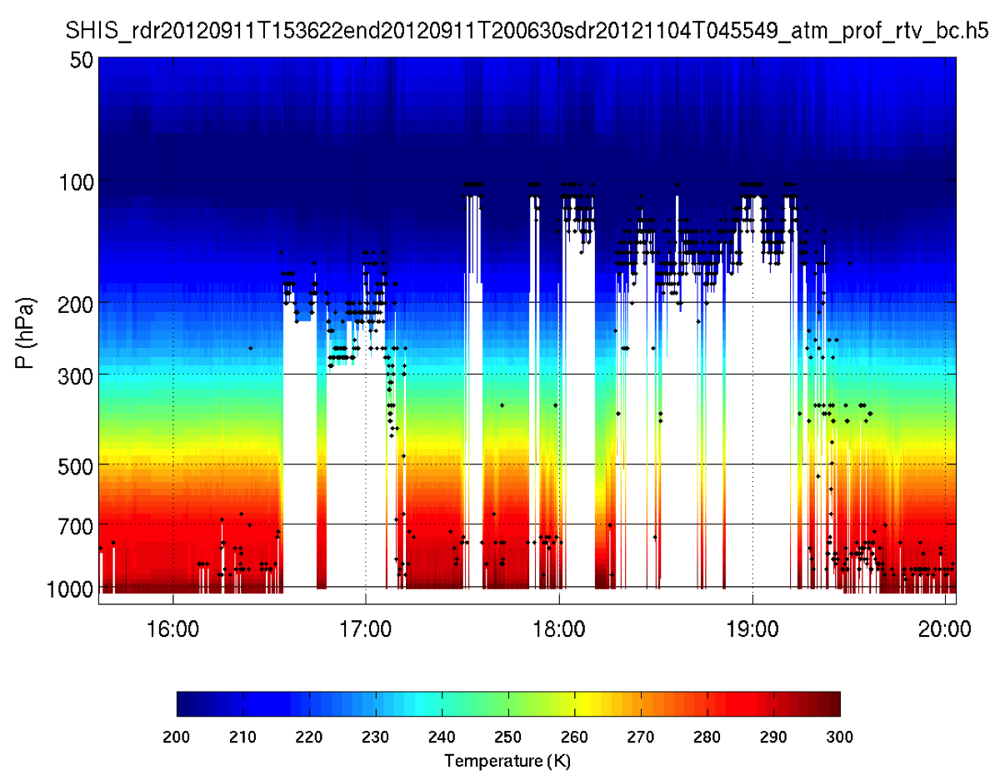 SHIS_rdr20120911T153622end20120911T200630sdr20121104T045549_atm_prof_rtv_bc.h5
50
100
200
300
500
700
1000
P (hPa)
16:00 17:00 18:00 19:00 20:00
200 210 220 230 240 250 260 270 280 290 300
Temperature (K)